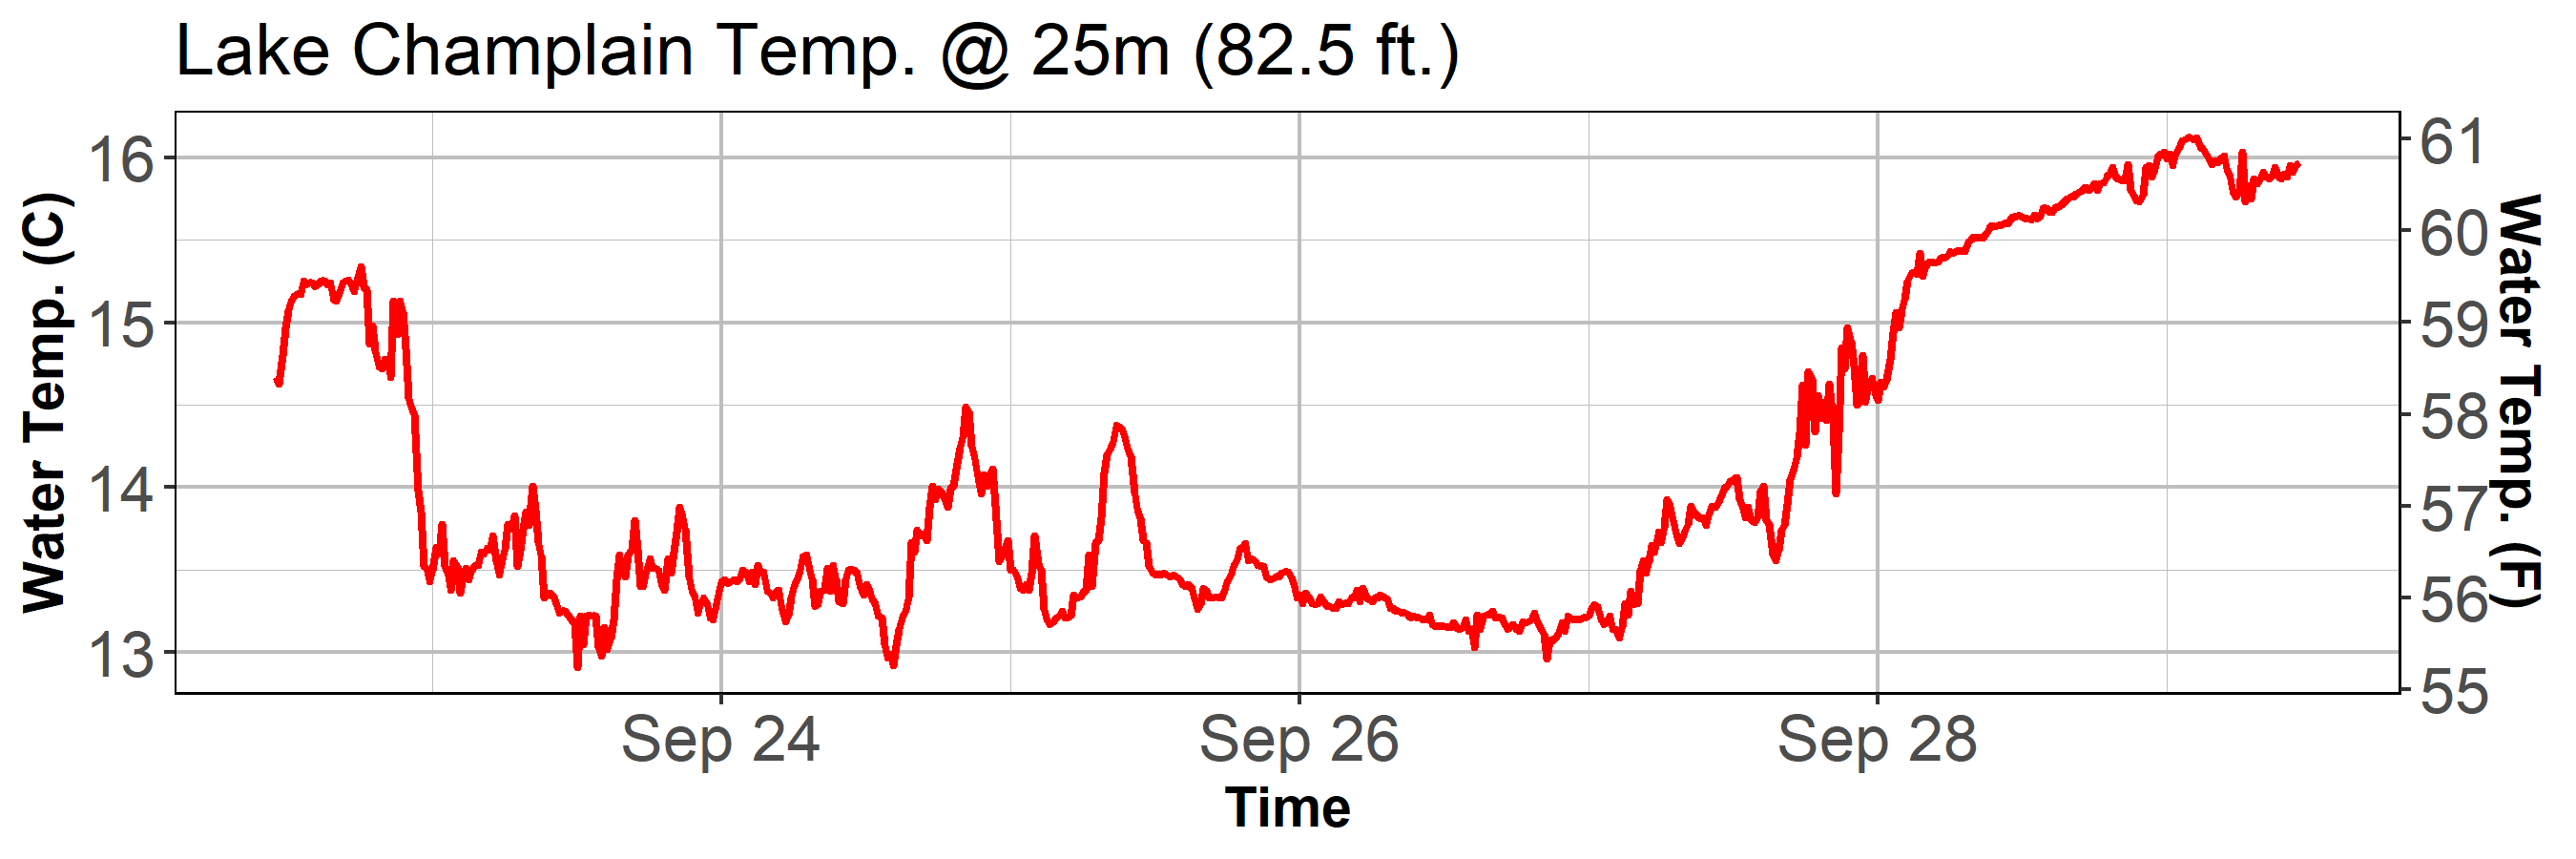 Lake Champlain Temp. @ 25m (82.5 ft.)
Water Temp. (C)
16
15
14
13
61
60
59
58
57
56
55
Water Temp. (F)
Sep 24 Sep 26 Sep 28
Time